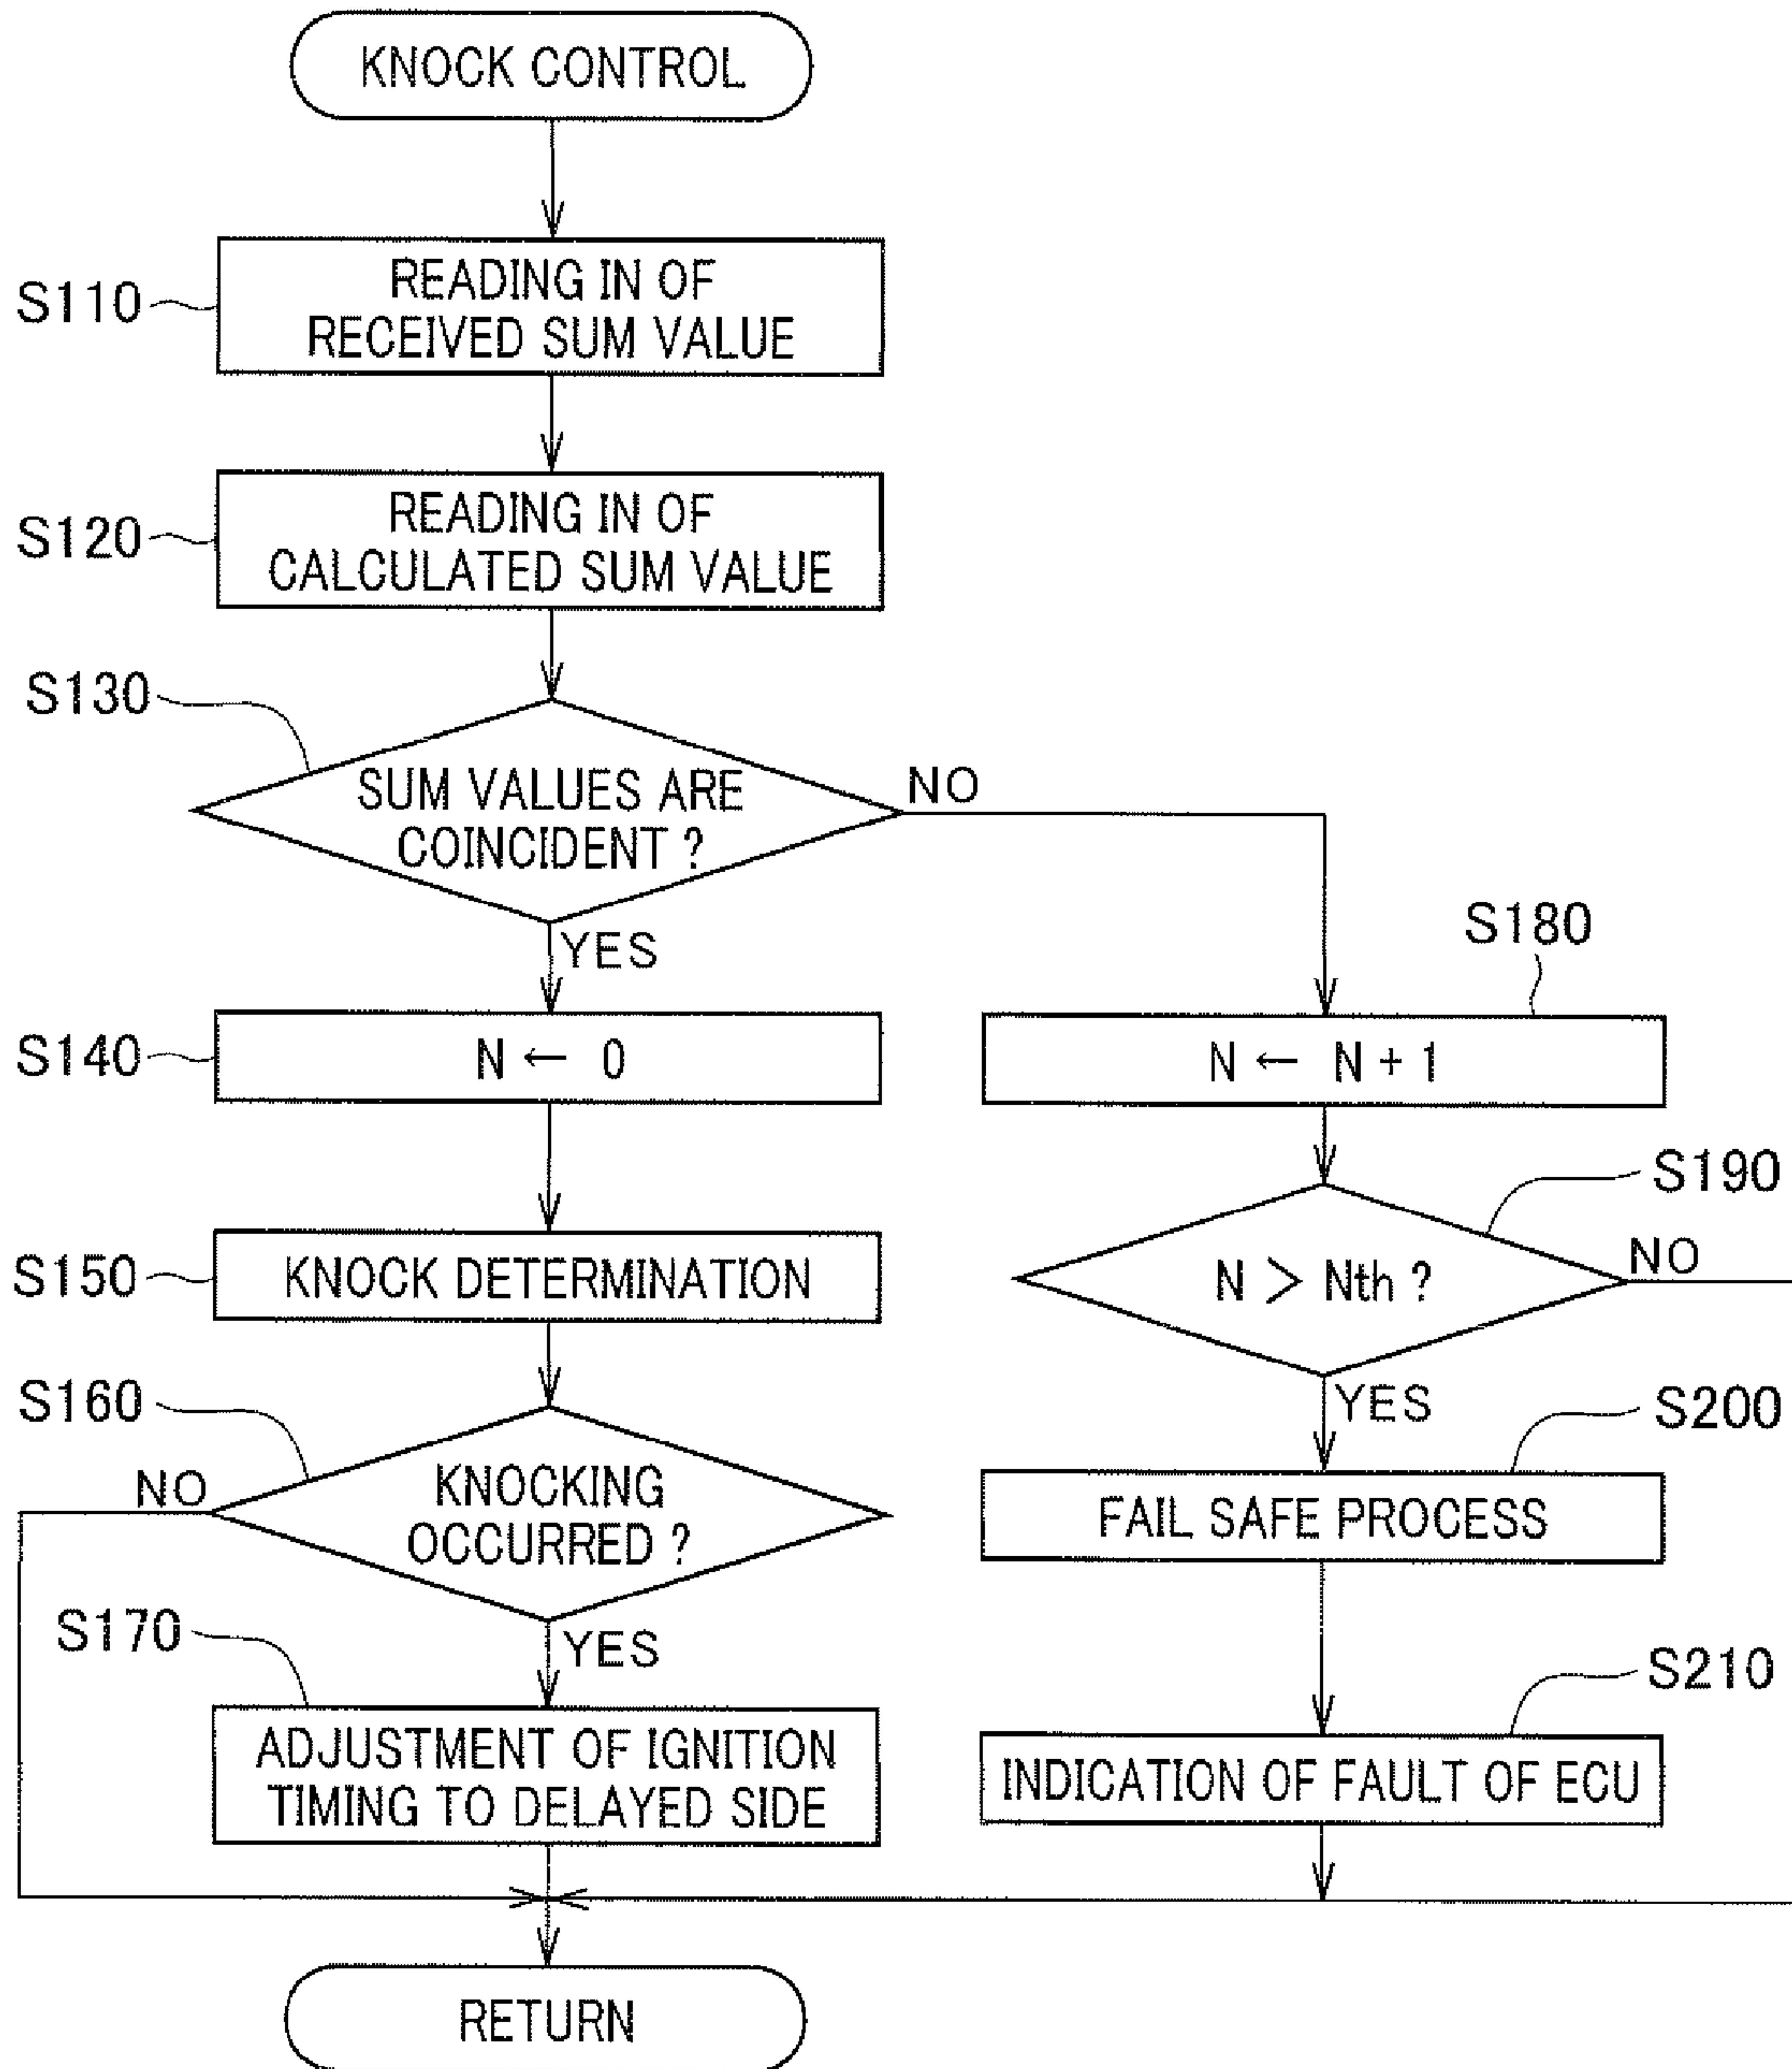 KNOCK CONTROL
S110
READING IN OF
RECEIVED SUM VALUE
S120
READING IN OF
CALCULATED SUM VALUE
S130
SUM VALUES ARE
COINCIDENT ?
NO
YES
S140
N ← 0
S150
KNOCK DETERMINATION
S160
KNOCKING
OCCURRED ?
NO
YES
S170
ADJUSTMENT OF IGNITION
TIMING TO DELAYED SIDE
S180
N ← N + 1
S190
N > Nth ?
NO
YES
S200
FAIL SAFE PROCESS
S210
INDICATION OF FAULT OF ECU
RETURN